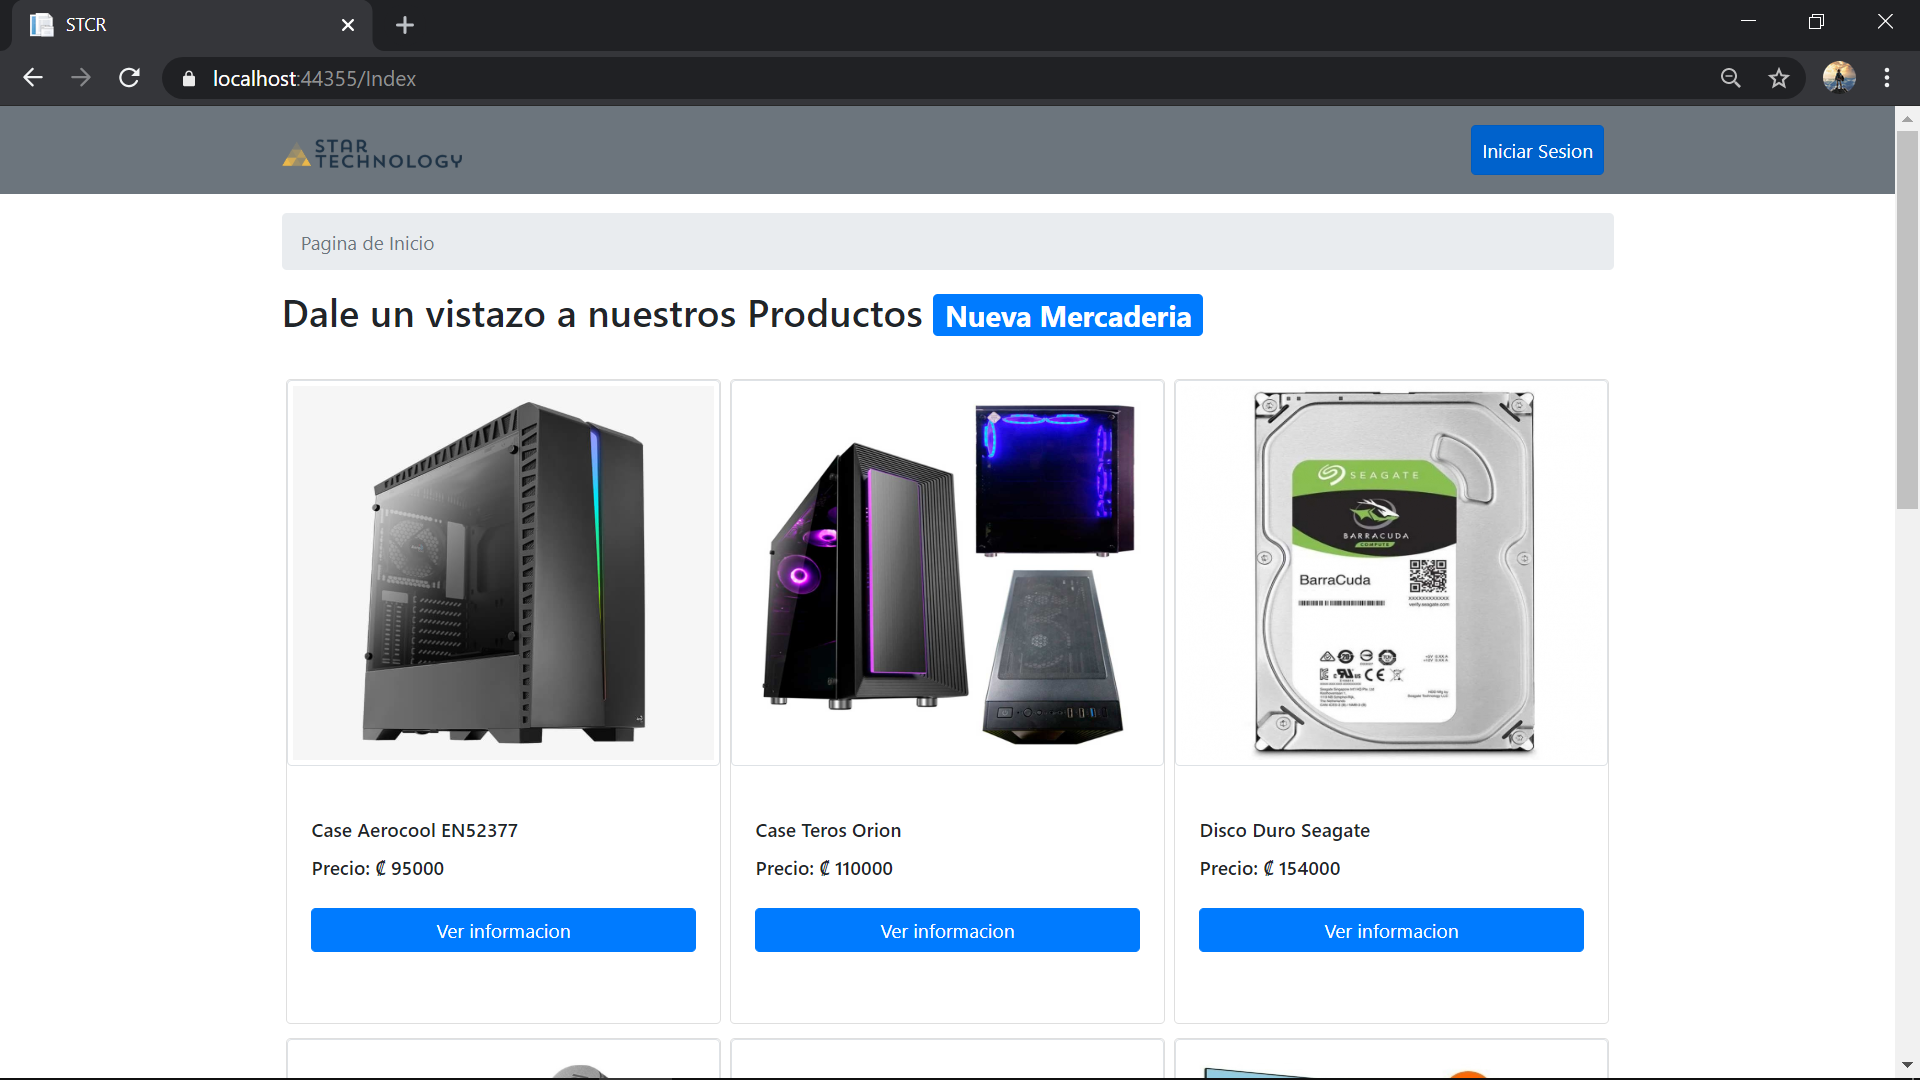 STCR
localhost:44355/Index
STAR
TECHNOLOGY
Iniciar Sesion
Pagina de Inicio
Dale un vistazo a nuestros Productos Nueva Mercaderia
SEAGATE
BARRACUDA
COMPUTE
BarraCuda
Case Aerocool EN52377
Precio: ₡ 95000
Ver informacion
Case Teros Orion
Precio: ₡ 110000
Ver informacion
Disco Duro Seagate
Precio: ₡ 154000
Ver informacion